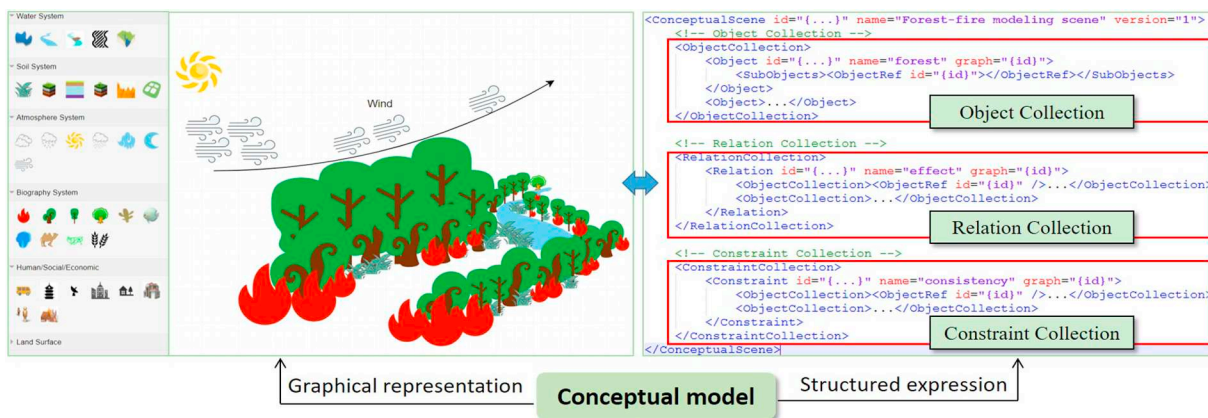 Water System
Soil System
Atmosphere System
Biography System
Human/Social/Economic
Land Surface
Wind
<ConceptualScene id="{...}" name="Forest-fire modeling scene" version="1">
<!-- Object Collection -->
<ObjectCollection>
<Object id="{...}" name="forest" graph="{id}">
<SubObjects><ObjectRef id="{id}"></ObjectRef></SubObjects>
</Object>
<Object>...</Object>
</ObjectCollection>
Object Collection
<!-- Relation Collection -->
<RelationCollection>
<Relation id="{...}" name="effect" graph="{id}">
<ObjectCollection><ObjectRef id="{id}" />...</ObjectCollection>
<ObjectCollection>...</ObjectCollection>
</Relation>
</RelationCollection>
Relation Collection
<!-- Constraint Collection -->
<ConstraintCollection>
<Constraint id="{...}" name="consistency" graph="{id}">
<ObjectCollection><ObjectRef id="{id}" />...</ObjectCollection>
<ObjectCollection>...</ObjectCollection>
</Constraint>
</ConstraintCollection>
Constraint Collection
</ConceptualScene>
Graphical representation
Conceptual model
Structured expression